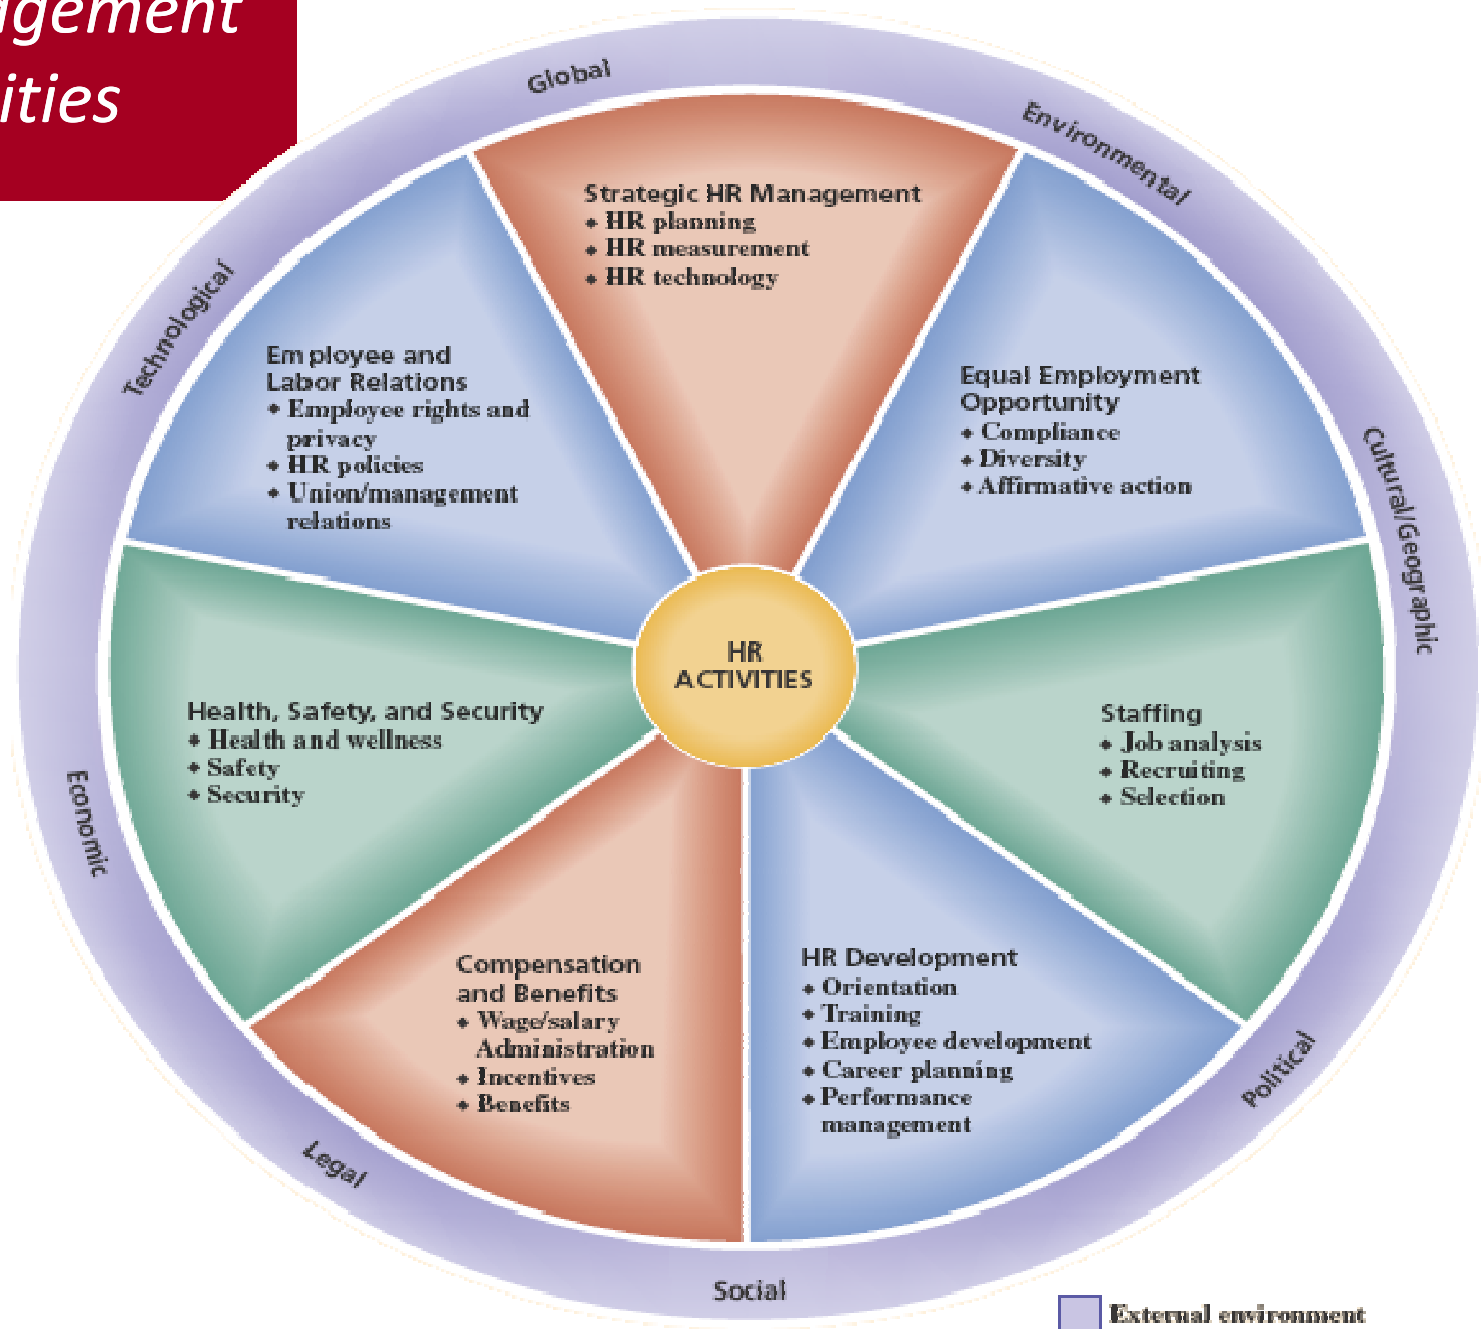 agement
ities
Global
Environmental
Technological
Cultural/Geographic
Economic
Political
Legal
Social
Strategic HR Management
• HR planning
• HR measurement
• HR technology
Equal Employment
Opportunity
• Compliance
• Diversity
• Affirmative action
Staffing
• Job analysis
• Recruiting
• Selection
HR Development
• Orientation
• Training
• Employee development
• Career planning
• Performance
management
Compensation
and Benefits
• Wage/salary
Administration
• Incentives
• Benefits
Health, Safety, and Security
• Health and wellness
• Safety
• Security
Employee and
Labor Relations
• Employee rights and
privacy
• HR policies
• Union/management
relations
HR
ACTIVITIES
External environment